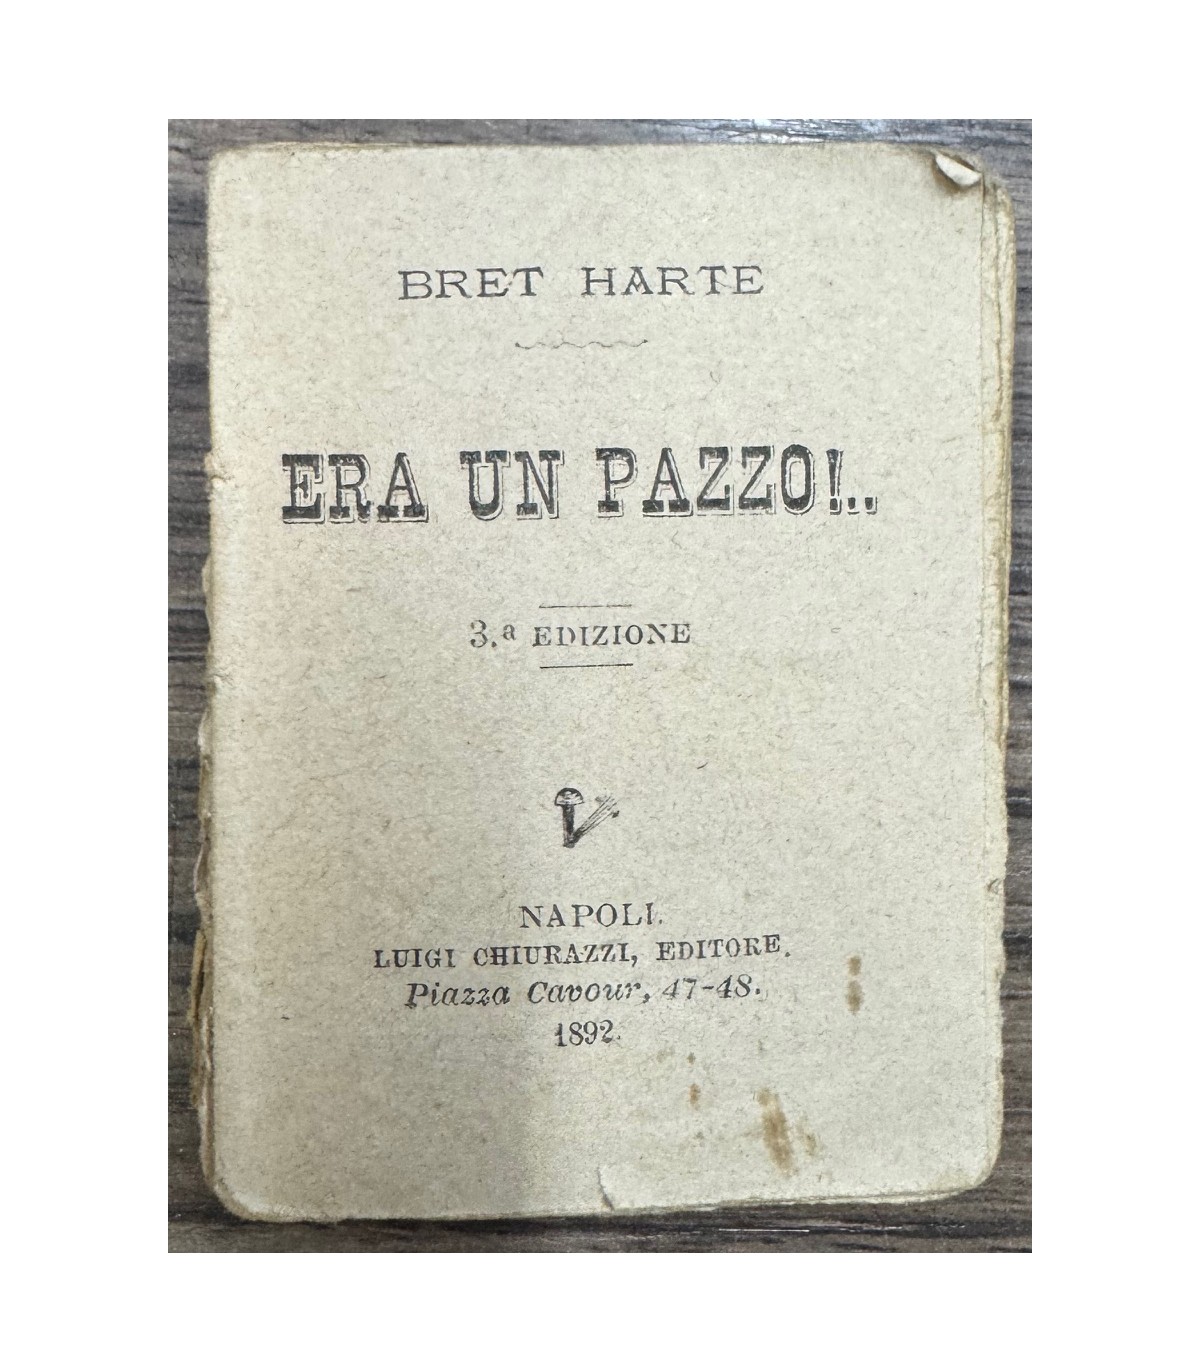 BRET HARTE
ERA UN PAZZO!..
3.ª EDIZIONE
NAPOLI.
LUIGI CHIURAZZI, EDITORE.
Piazza Cavour, 47-48.
1892.